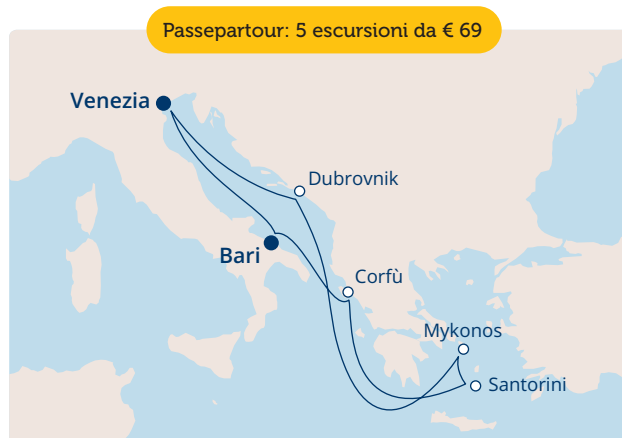 Passepartour: 5 escursioni da € 69
Venezia
Dubrovnik
Bari
Corfù
Mykonos
Santorini